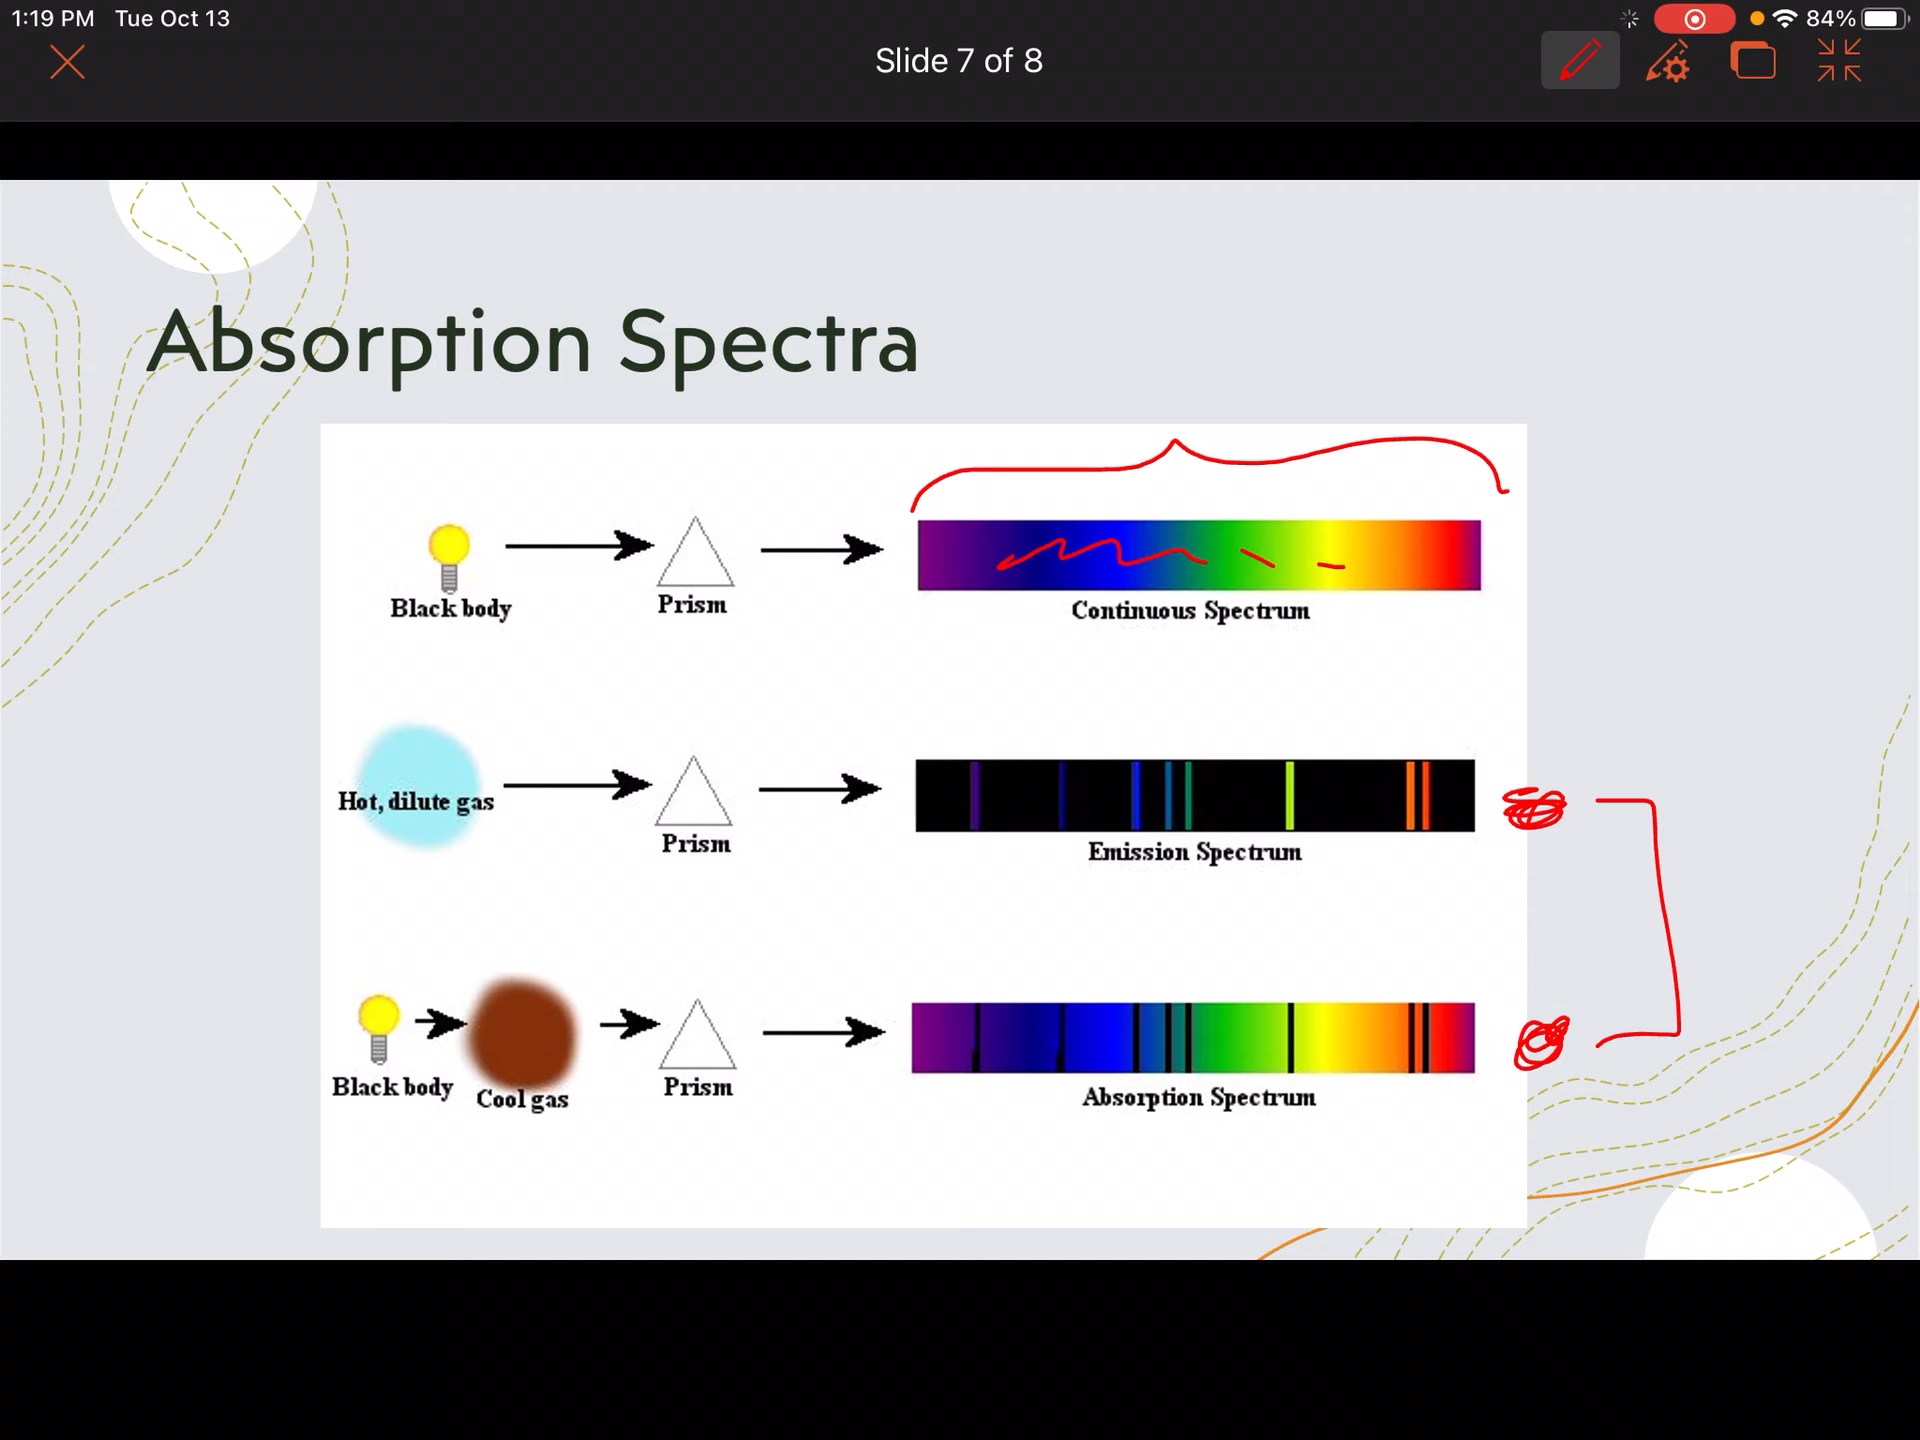 1:19 PM Tue Oct 13
84%
Slide 7 of 8
Absorption Spectra
Black body
Prism
Continuous Spectrum
Hot, dilute gas
Prism
Emission Spectrum
Black body
Cool gas
Prism
Absorption Spectrum